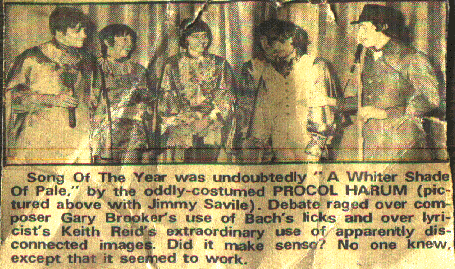 Song Of The Year was undoubtedly "A Whiter Shade
Of Pale," by the oddly-costumed PROCOL HARUM (pic-
tured above with Jimmy Savile). Debate raged over com-
poser Gary Brooker's use of Bach's licks and over lyri-
cist's Keith Reid's extraordinary use of apparently dis-
connected images. Did it make sense? No one knew,
except that it seemed to work.